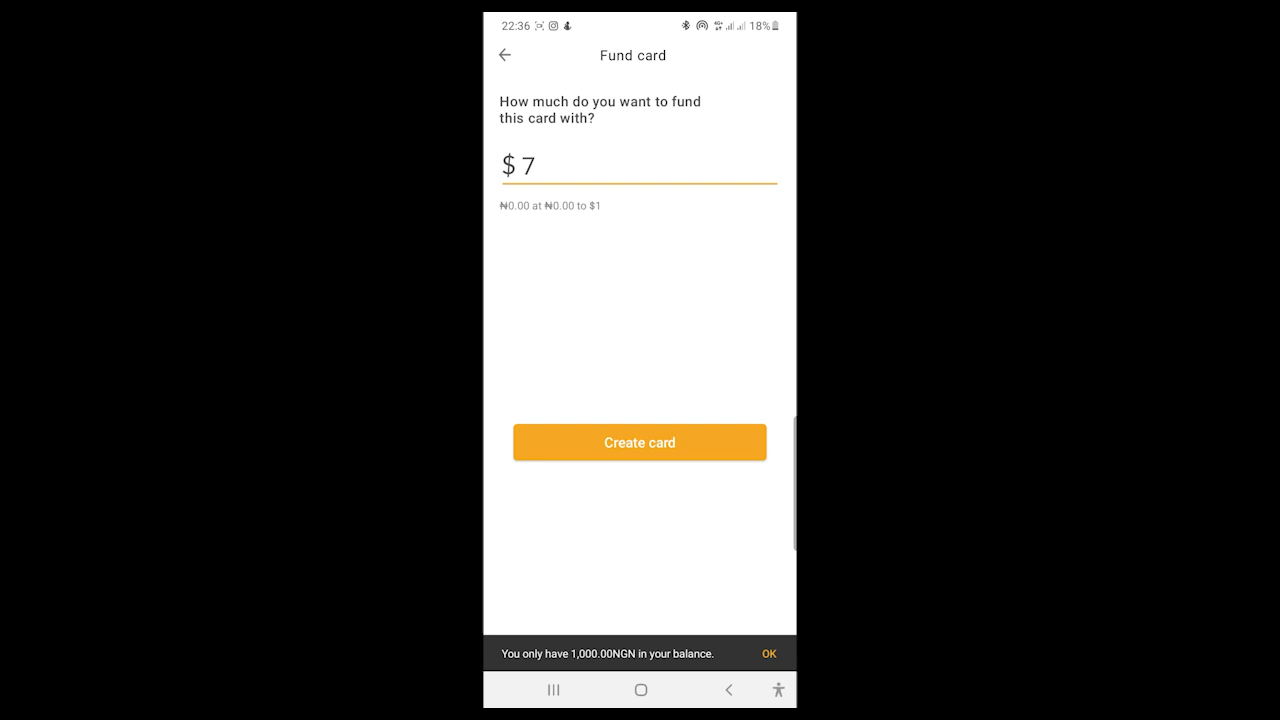 22:36 18%
Fund card
How much do you want to fund
this card with?
$ 7
₦0.00 at ₦0.00 to $1
Create card
You only have 1,000.00NGN in your balance. OK